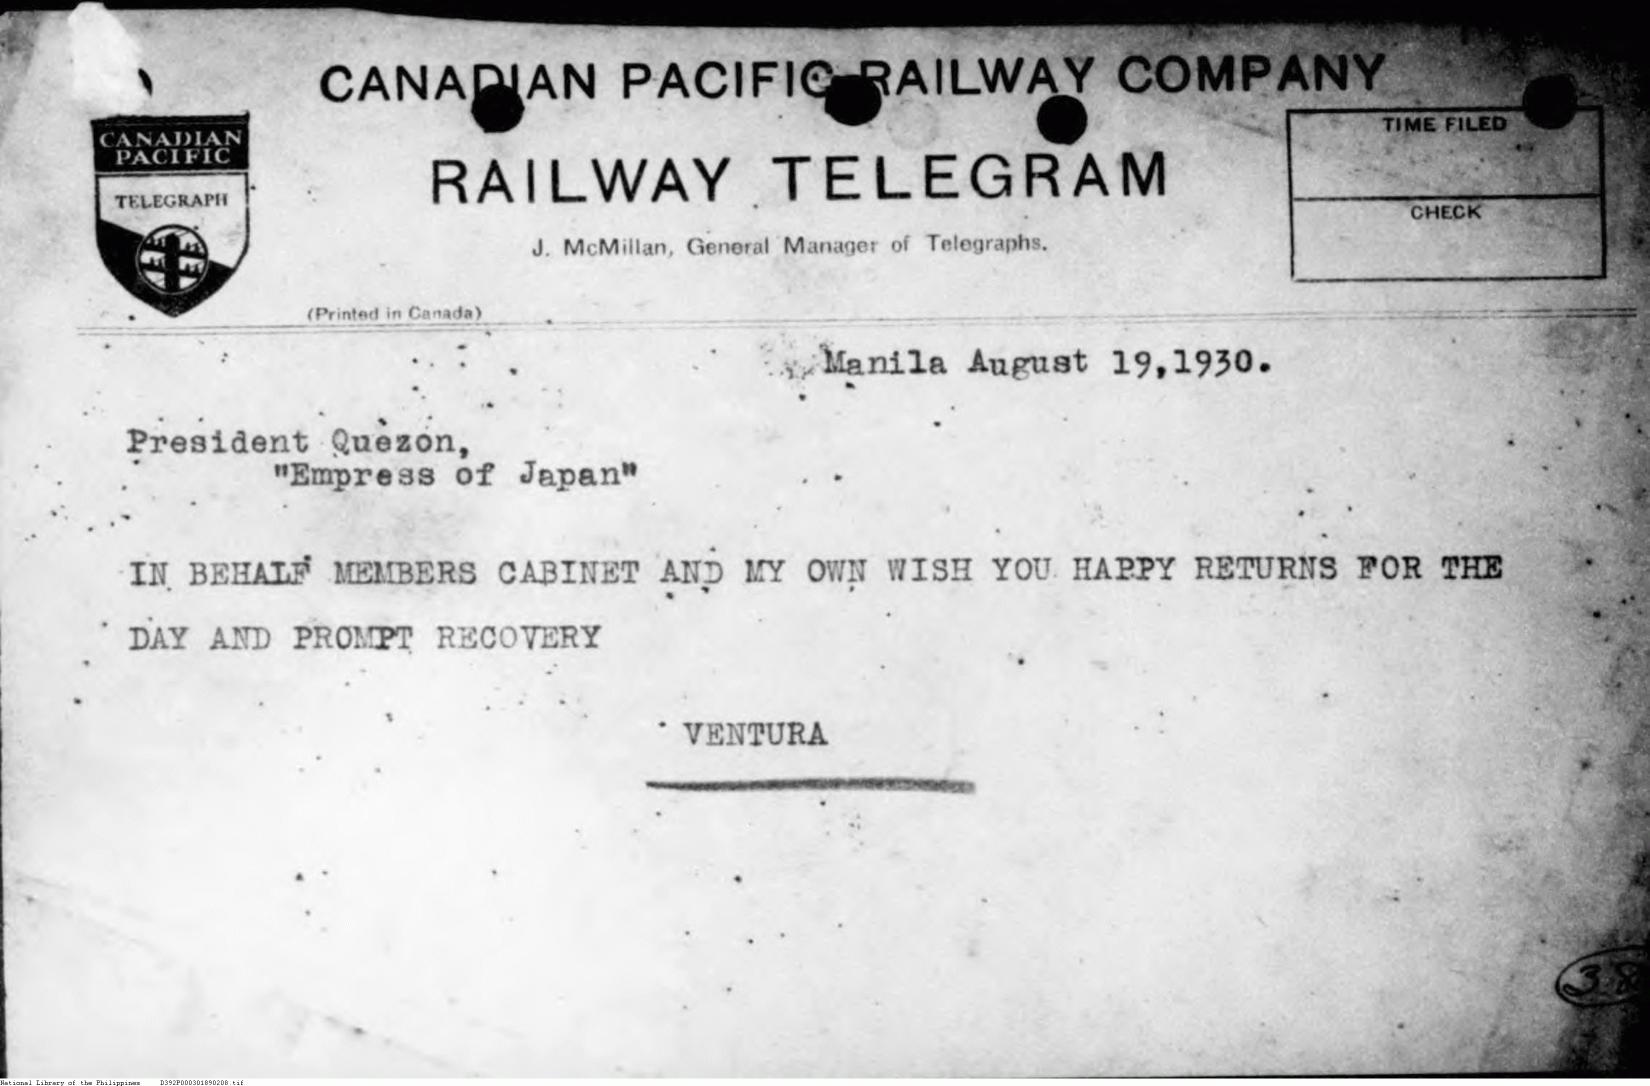 CANADIAN PACIFIC RAILWAY COMPANY
CANADIAN
PACIFIC
TELEGRAPH
RAILWAY TELEGRAM
J. McMillan, General Manager of Telegraphs.
TIME FILED
CHECK
(Printed in Canada)
Manila August 19,1930.
President Quezon,
"Empress of Japan"
IN BEHALF MEMBERS CABINET AND MY OWN WISH YOU HAPPY RETURNS FOR THE
DAY AND PROMPT RECOVERY
VENTURA
National Library of the Philippines D392P000301890208.tif